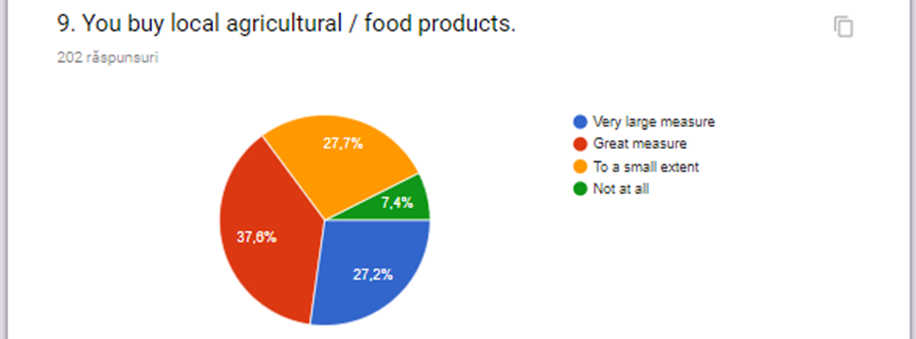 9. You buy local agricultural / food products.
202 răspunsuri
Very large measure
Great measure
To a small extent
Not at all
27,7%
7,4%
37,6%
27,2%